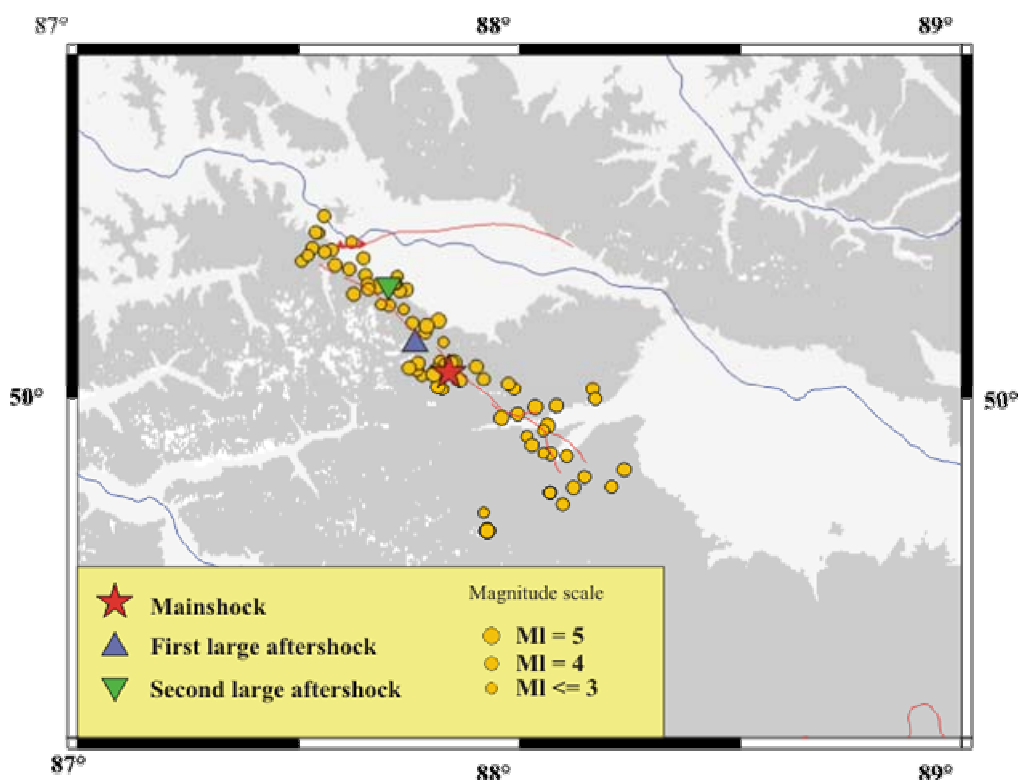 87° 88° 89°
50° 50°
Mainshock
First large aftershock
Second large aftershock
Magnitude scale
Ml = 5
Ml = 4
Ml <= 3
87° 88° 89°